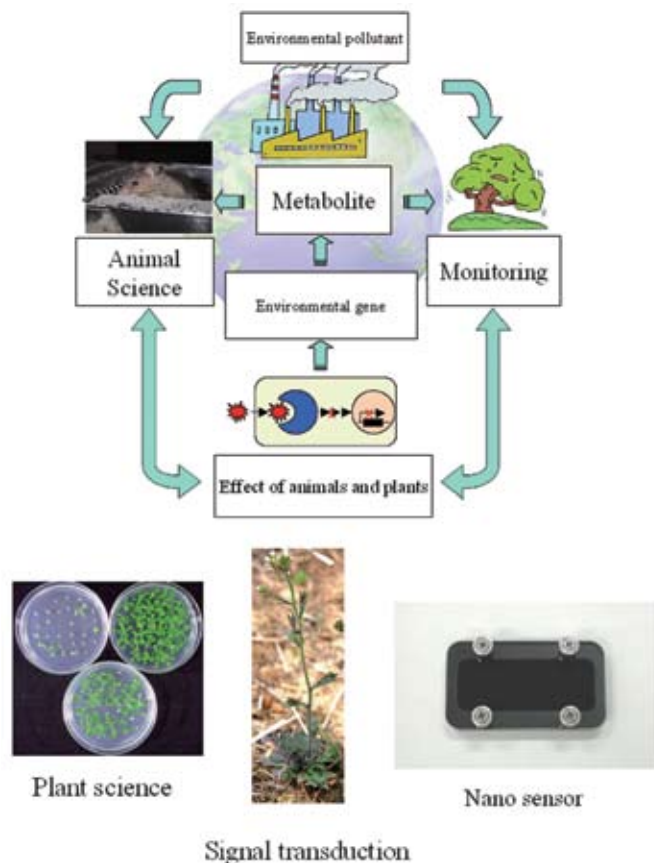 Environmental pollutant
Metabolite
Animal
Science
Monitoring
Environmental gene
Effect of animals and plants
Plant science
Nano sensor
Signal transduction